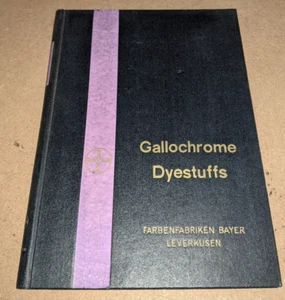 Gallochrome
Dyestuffs
FARBENFABRIKEN BAYER
LEVERKUSEN